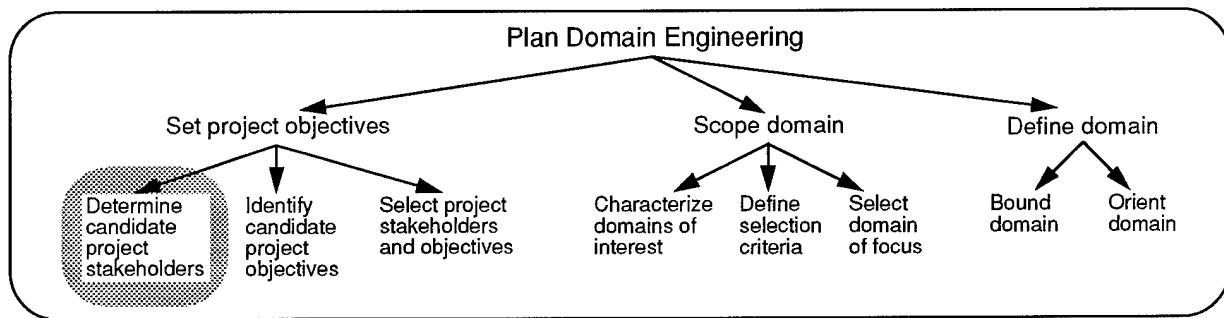 Plan Domain Engineering
Set project objectives
Scope domain
Define domain
Determine
candidate
project
stakeholders
Identify
candidate
project
objectives
Select project
stakeholders
and objectives
Characterize
domains of
interest
Define
selection
criteria
Select
domain
of focus
Bound
domain
Orient
domain